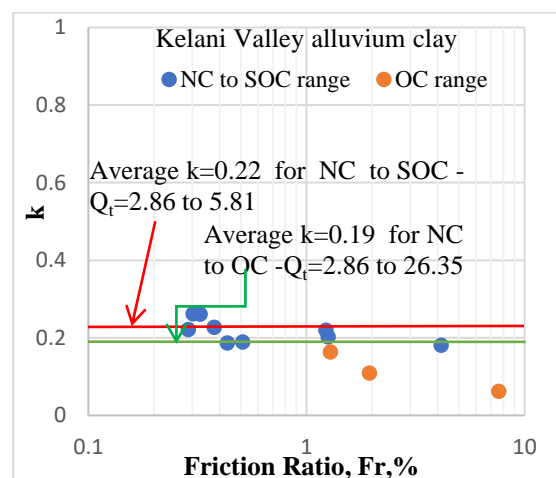 Kelani Valley alluvium clay
NC to SOC range
OC range
Average k=0.22 for NC to SOC -
Qt=2.86 to 5.81
Average k=0.19 for NC
to OC -Qt=2.86 to 26.35
k
1
0.8
0.6
0.4
0.2
0
0.1
1
10
Friction Ratio, Fr,%